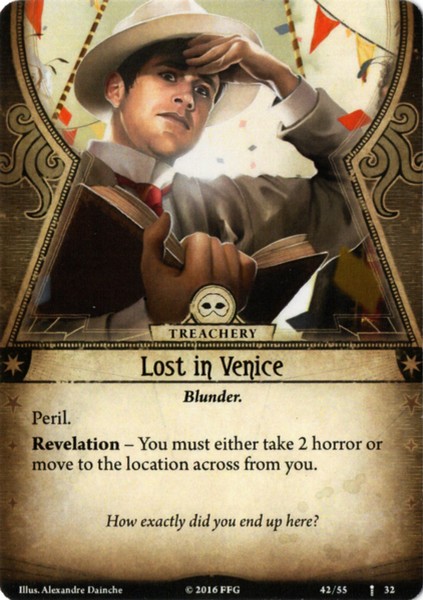 TREACHERY
Lost in Venice
Blunder.
Peril.
Revelation – You must either take 2 horror or
move to the location across from you.
How exactly did you end up here?
Illus. Alexandre Dainche © 2016 FFG 42/55 32